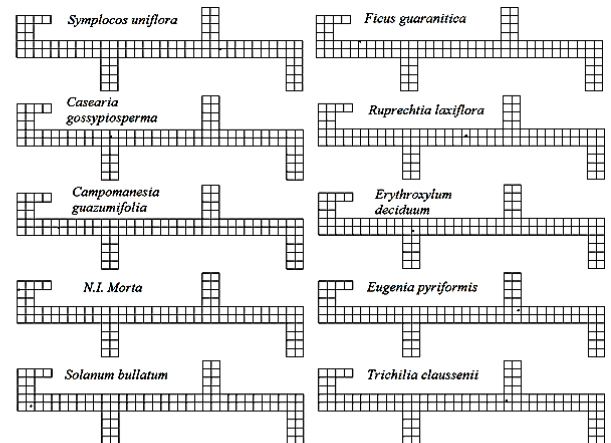 Symplocos uniflora
Ficus guaranitica
Casearia
gossypiosperma
Ruprechtia laxiflora
Campomanesia
guazumifolia
Erythroxylum
deciduum
N.I. Morta
Eugenia pyriformis
Solanum bullatum
Trichilia claussenii